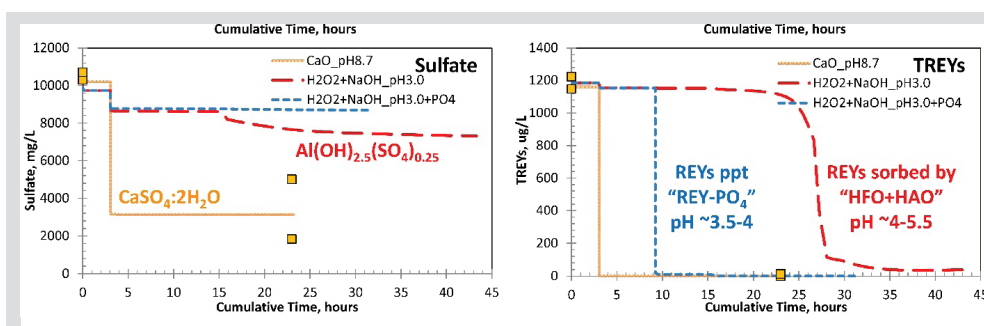 Cumulative Time, hours
Sulfate, mg/L
12000
10000
8000
6000
4000
2000
0
Sulfate
CaO_pH8.7
H2O2+NaOH_pH3.0
H2O2+NaOH_pH3.0+PO4
Al(OH)2.5(SO4)0.25
CaSO4:2H2O
0 5 10 15 20 25 30 35 40 45
Cumulative Time, hours
Cumulative Time, hours
TREYs, ug/L
1400
1200
1000
800
600
400
200
0
TREYs
CaO_pH8.7
H2O2+NaOH_pH3.0
H2O2+NaOH_pH3.0+PO4
REYs ppt
“REY-PO4”
pH ~3.5-4
REYs sorbed by
“HFO+HAO”
pH ~4-5.5
0 5 10 15 20 25 30 35 40 45
Cumulative Time, hours